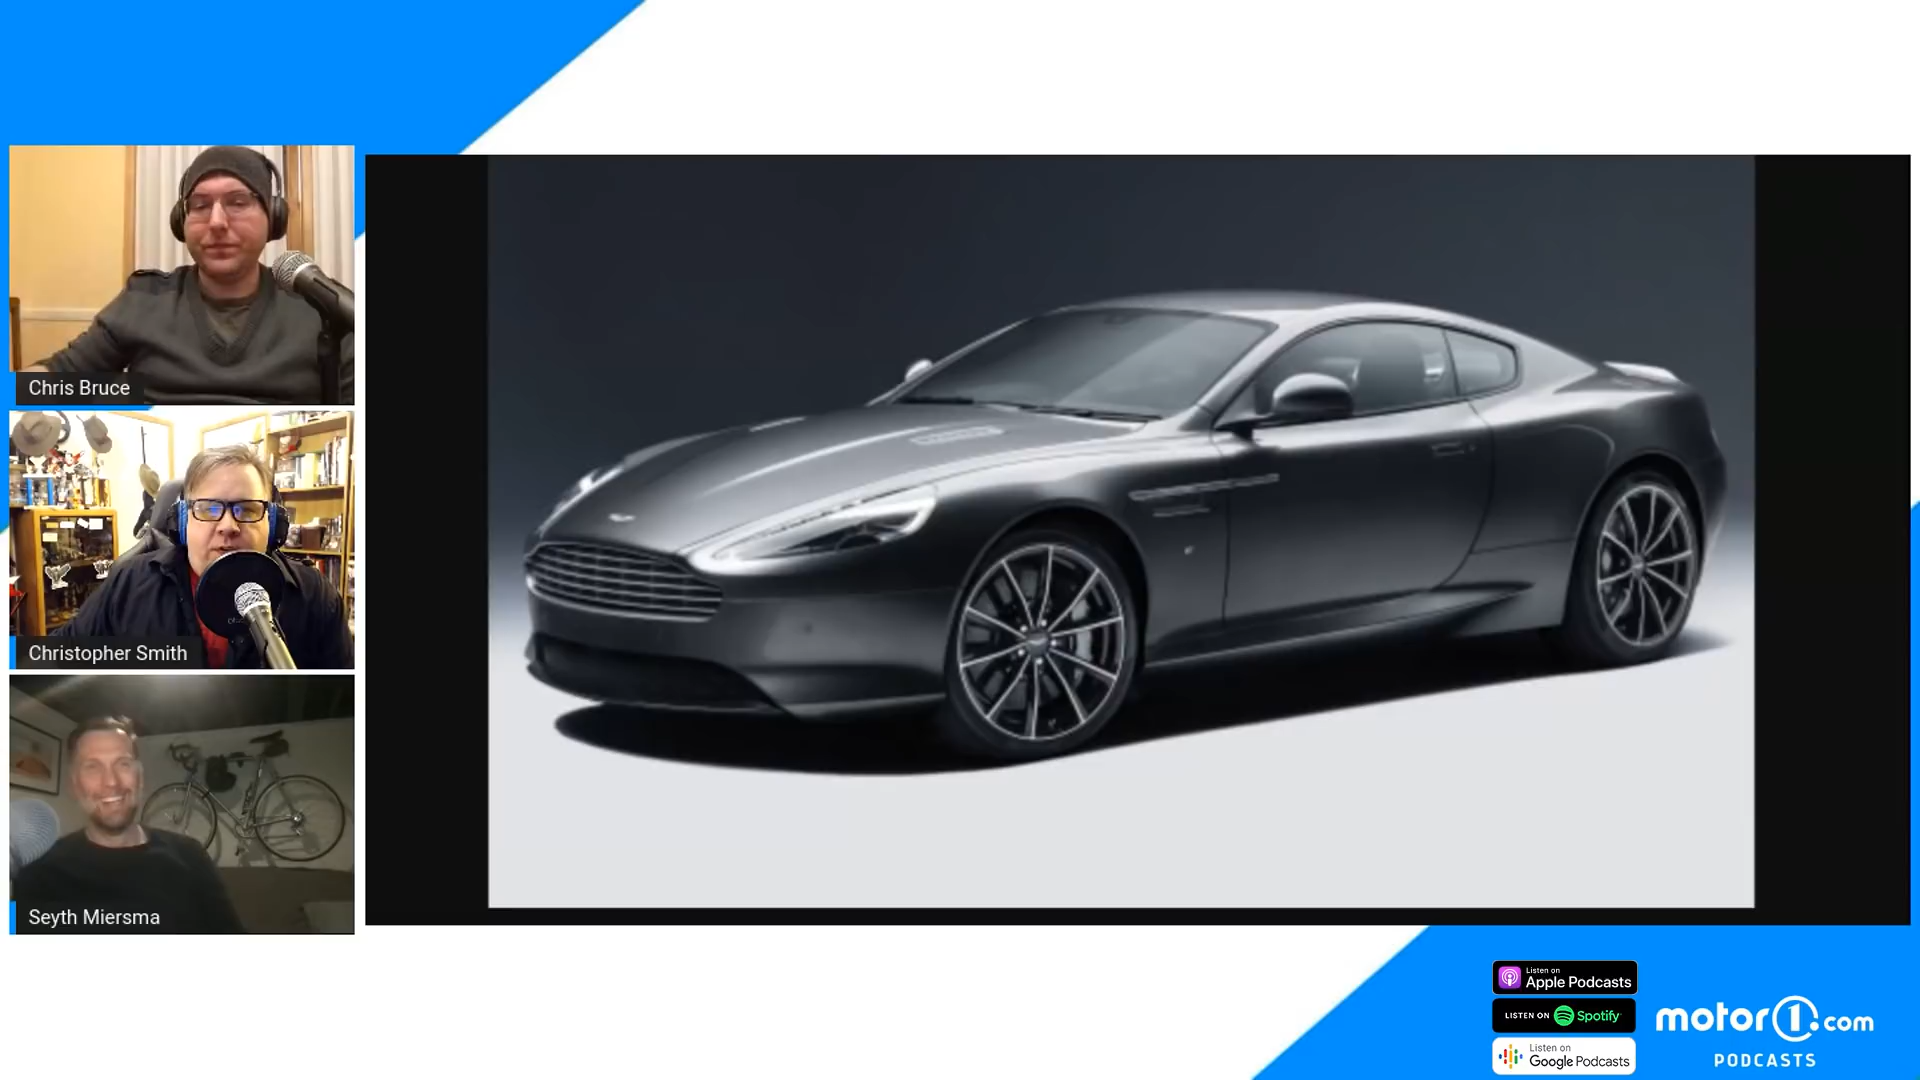 Chris Bruce
Christopher Smith
Seyth Miersma
Listen on
Apple Podcasts
LISTEN ON Spotify
Listen on
Google Podcasts
motor1.com
PODCASTS